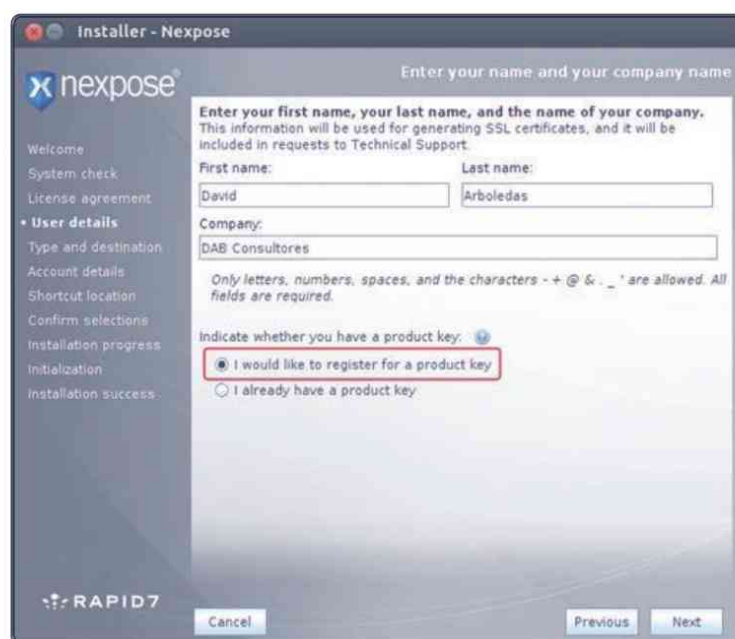 Installer - Nexpose
nexpose®
Enter your name and your company name
Welcome
System check
License agreement
• User details
Type and destination
Account details
Shortcut location
Confirm selections
Installation progress
Initialization
Installation success
Enter your first name, your last name, and the name of your company.
This information will be used for generating SSL certificates, and it will be
included in requests to Technical Support.
First name:
Last name:
David
Arboledas
Company:
DAB Consultores
Only letters, numbers, spaces, and the characters - + @ & . _ ' are allowed. All
fields are required.
Indicate whether you have a product key:
I would like to register for a product key
I already have a product key
RAPID7
Cancel
Previous
Next